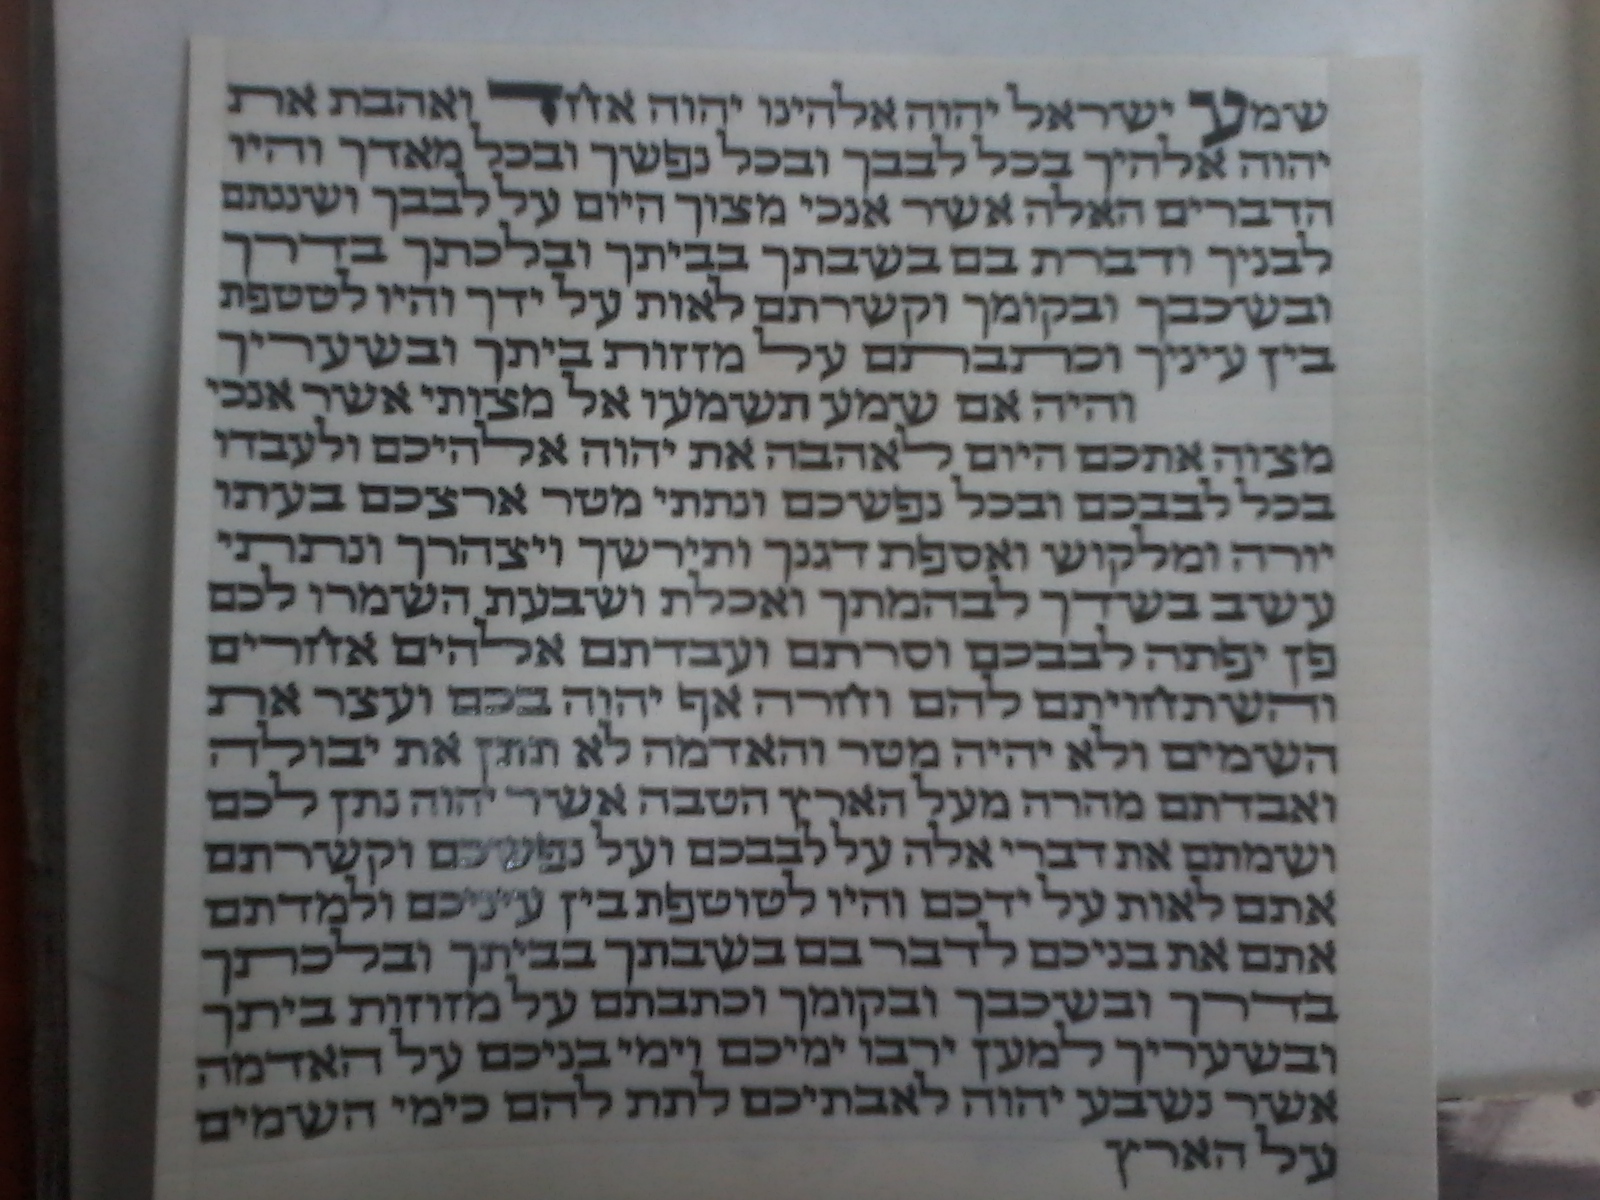 שמע ישראל יהוה אלהינו יהוה אחד ואהבת את
יהוה אלהיך בכל לבבך ובכל נפשך ובכל מאדך והיו
הדברים האלה אשר אנכי מצוך היום על לבבך ושננתם
לבניך ודברת בם בשבתך בביתך ובלכתך בדרך
ובשכבך ובקומך וקשרתם לאות על ידך והיו לטטפת
בין עיניך וכתבתם על מזזות ביתך ובשעריך
והיה אם שמע תשמעו אל מצותי אשר אנכי
מצוה אתכם היום לאהבה את יהוה אלהיכם ולעבדו
בכל לבבכם ובכל נפשכם ונתתי מטר ארצכם בעתו
יורה ומלקוש ואספת דגנך ותירשך ויצהרך ונתתי
עשב בשדך לבהמתך ואכלת ושבעת השמרו לכם
פן יפתה לבבכם וסרתם ועבדתם אלהים אחרים
והשתחויתם להם וחרה אף יהוה בכם ועצר את
השמים ולא יהיה מטר והאדמה לא תתן את יבולה
ואבדתם מהרה מעל הארץ הטבה אשר יהוה נתן לכם
ושמתם את דברי אלה על לבבכם ועל נפשכם וקשרתם
אתם לאות על ידכם והיו לטוטפת בין עיניכם ולמדתם
אתם את בניכם לדבר בם בשבתך בביתך ובלכתך
בדרך ובשכבך ובקומך וכתבתם על מזוזות ביתך
ובשעריך למען ירבו ימיכם וימי בניכם על האדמה
אשר נשבע יהוה לאבתיכם לתת להם כימי השמים
על הארץ